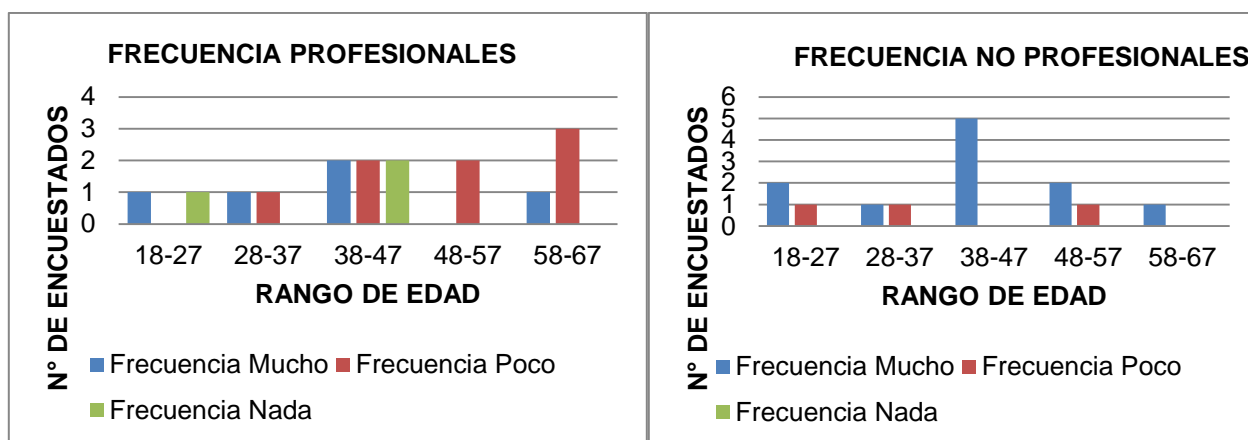 FRECUENCIA PROFESIONALES
N° DE ENCUESTADOS
4
3
2
1
0
18-27 28-37 38-47 48-57 58-67
RANGO DE EDAD
Frecuencia Mucho Frecuencia Poco
Frecuencia Nada
FRECUENCIA NO PROFESIONALES
N° DE ENCUESTADOS
6
5
4
3
2
1
0
18-27 28-37 38-47 48-57 58-67
RANGO DE EDAD
Frecuencia Mucho Frecuencia Poco
Frecuencia Nada